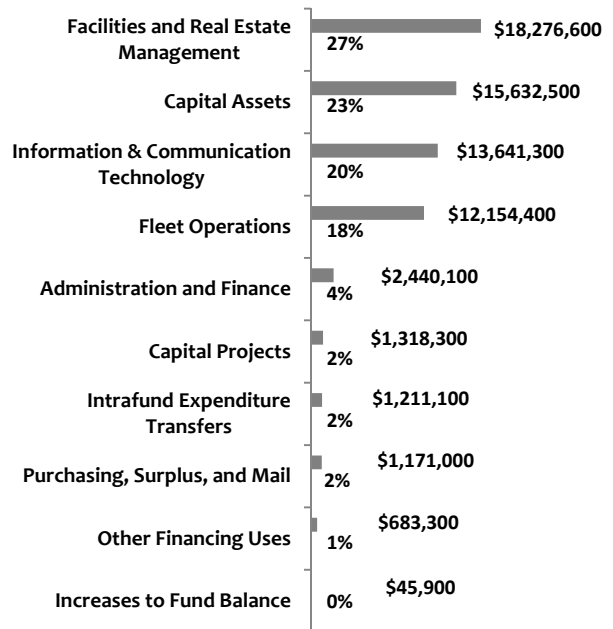 Facilities and Real Estate
Management
$18,276,600
27%
Capital Assets
$15,632,500
23%
Information & Communication
Technology
$13,641,300
20%
Fleet Operations
$12,154,400
18%
Administration and Finance
$2,440,100
4%
Capital Projects
$1,318,300
2%
Intrafund Expenditure
Transfers
$1,211,100
2%
Purchasing, Surplus, and Mail
$1,171,000
2%
Other Financing Uses
$683,300
1%
Increases to Fund Balance
$45,900
0%